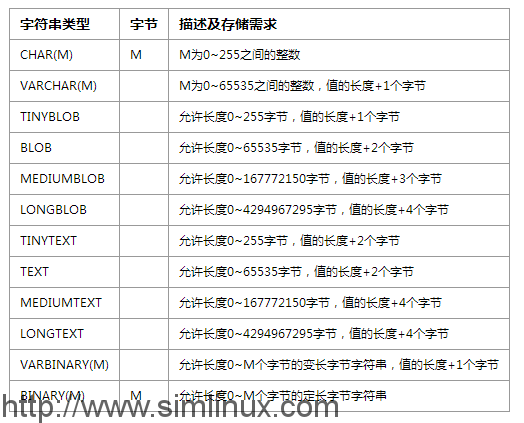 字符串类型 字节 描述及存储需求
CHAR(M) M M为0~255之间的整数
VARCHAR(M) M为0~65535之间的整数，值的长度+1个字节
TINYBLOB 允许长度0~255字节，值的长度+1个字节
BLOB 允许长度0~65535字节，值的长度+2个字节
MEDIUMBLOB 允许长度0~167772150字节，值的长度+3个字节
LONGBLOB 允许长度0~4294967295字节，值的长度+4个字节
TINYTEXT 允许长度0~255字节，值的长度+2个字节
TEXT 允许长度0~65535字节，值的长度+2个字节
MEDIUMTEXT 允许长度0~167772150字节，值的长度+4个字节
LONGTEXT 允许长度0~4294967295字节，值的长度+4个字节
VARBINARY(M) 允许长度0~M个字节的变长字节字符串，值的长度+1个字节
BINARY(M) M 允许长度0~M个字节的定长字节字符串
http://www.simlinux.com